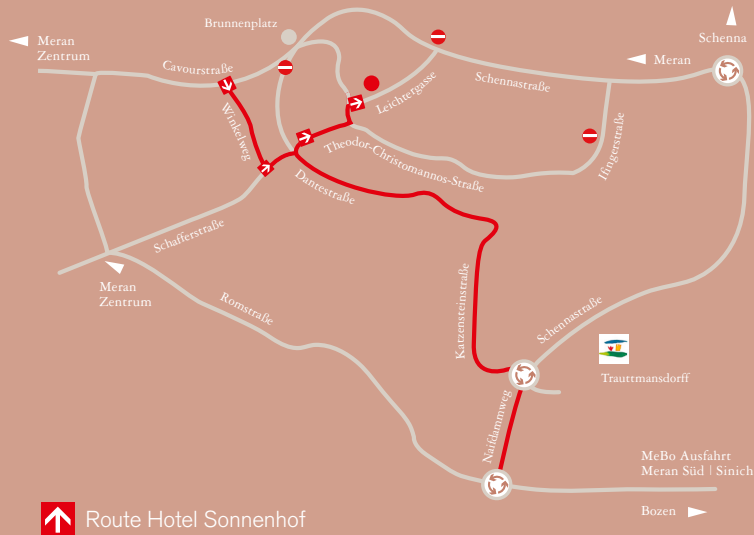 Brunnenplatz
Schenna
Meran
Zentrum
Cavourstraße
Meran
Schennastraße
Leichtergasse
Winkelweg
Ifingerstraße
Theodor-Christomannos-Straße
Dantestraße
Schafferstraße
Meran
Zentrum
Romstraße
Katzensteinstraße
Schennastraße
Trauttmansdorff
Naifdammweg
MeBo Ausfahrt
Meran Süd | Sinich
Bozen
Route Hotel Sonnenhof